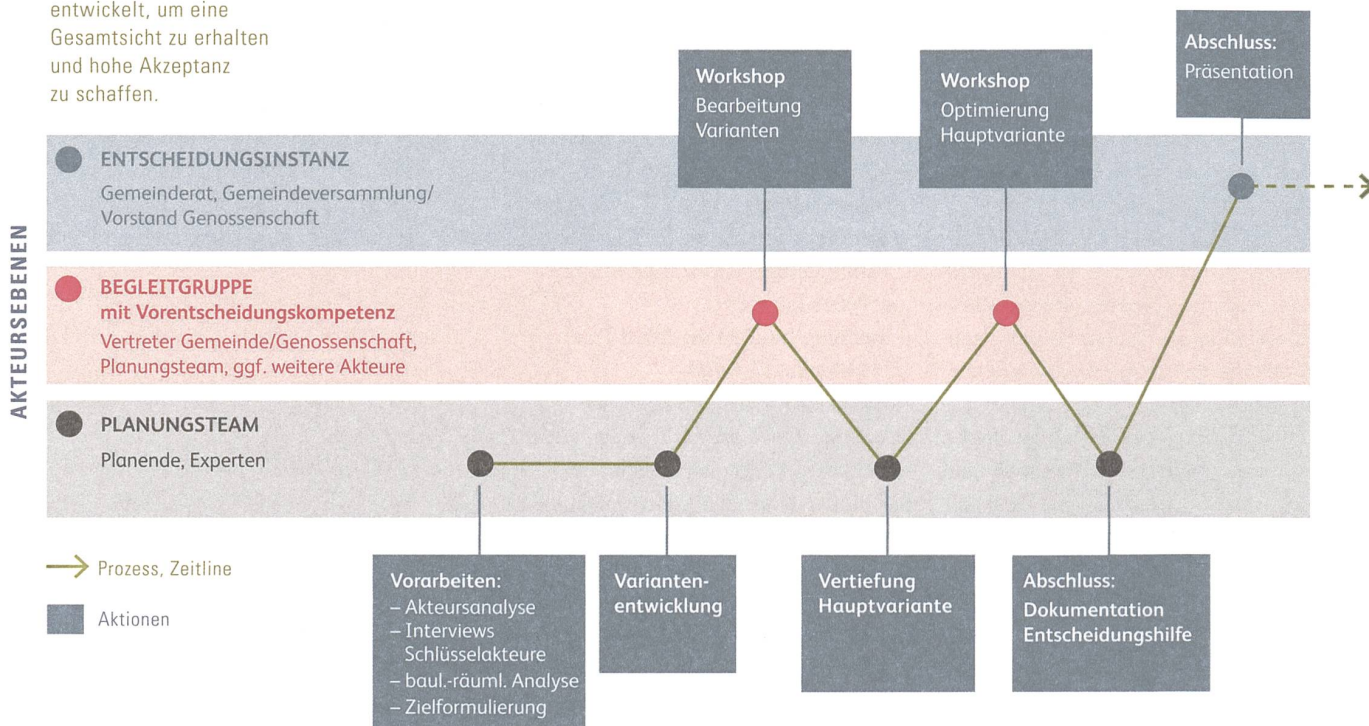 entwickelt, um eine
Gesamtsicht zu erhalten
und hohe Akzeptanz
zu schaffen.
Workshop
Bearbeitung
Varianten
Workshop
Optimierung
Hauptvariante
Abschluss:
Präsentation
AKTEURSEBENEN
ENTSCHEIDUNGSINSTANZ
Gemeinderat, Gemeindeversammlung/
Vorstand Genossenschaft
BEGLEITGRUPPE
mit Vorentscheidungskompetenz
Vertreter Gemeinde/Genossenschaft,
Planungsteam, ggf. weitere Akteure
PLANUNGSTEAM
Planende, Experten
Prozess, Zeitline
Aktionen
Vorarbeiten:
– Akteursanalyse
– Interviews
Schlüsselakteure
– baul.-räuml. Analyse
– Zielformulierung
Varianten-
entwicklung
Vertiefung
Hauptvariante
Abschluss:
Dokumentation
Entscheidungshilfe